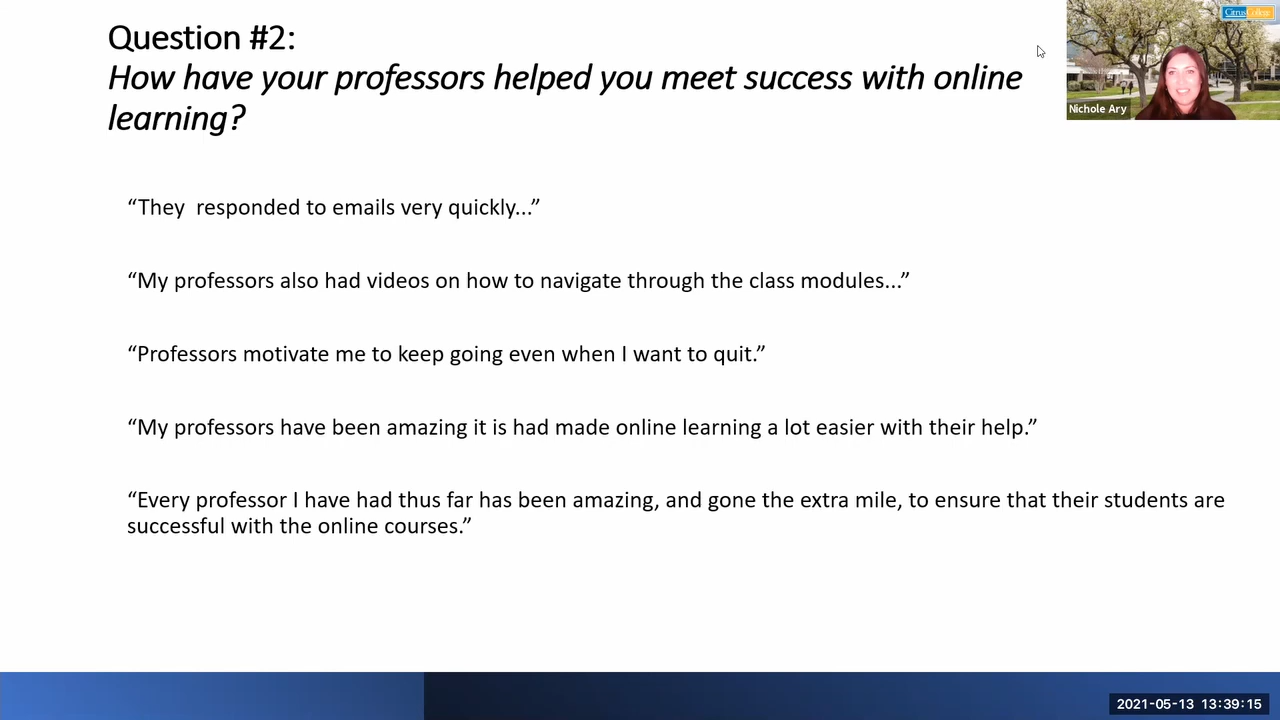 Question #2:
How have your professors helped you meet success with online
learning?
CitrusCollege
Nichole Ary
“They  responded to emails very quickly...”
“My professors also had videos on how to navigate through the class modules...”
“Professors motivate me to keep going even when I want to quit.”
“My professors have been amazing it is had made online learning a lot easier with their help.”
“Every professor I have had thus far has been amazing, and gone the extra mile, to ensure that their students are
successful with the online courses.”
2021-05-13 13:39:15